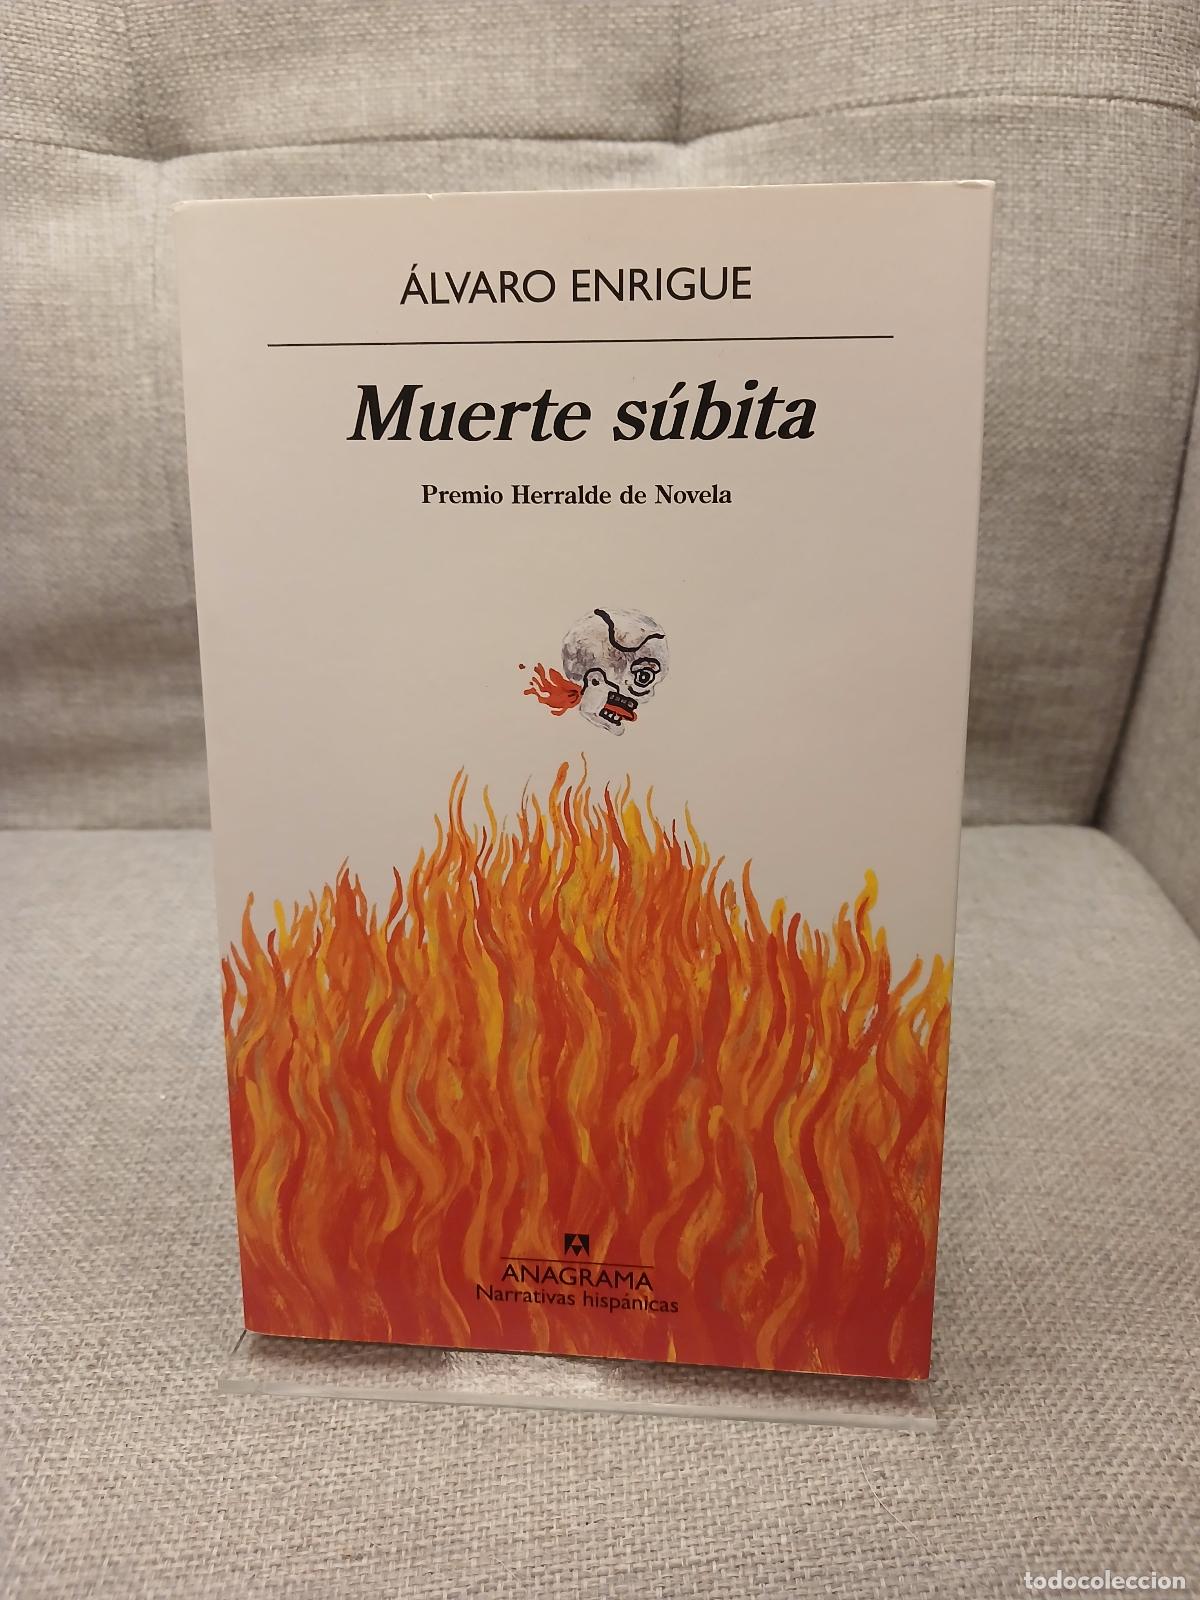 ÁLVARO ENRIGUE
Muerte súbita
Premio Herralde de Novela
ANAGRAMA
Narrativas hispánicas
todocoleccion